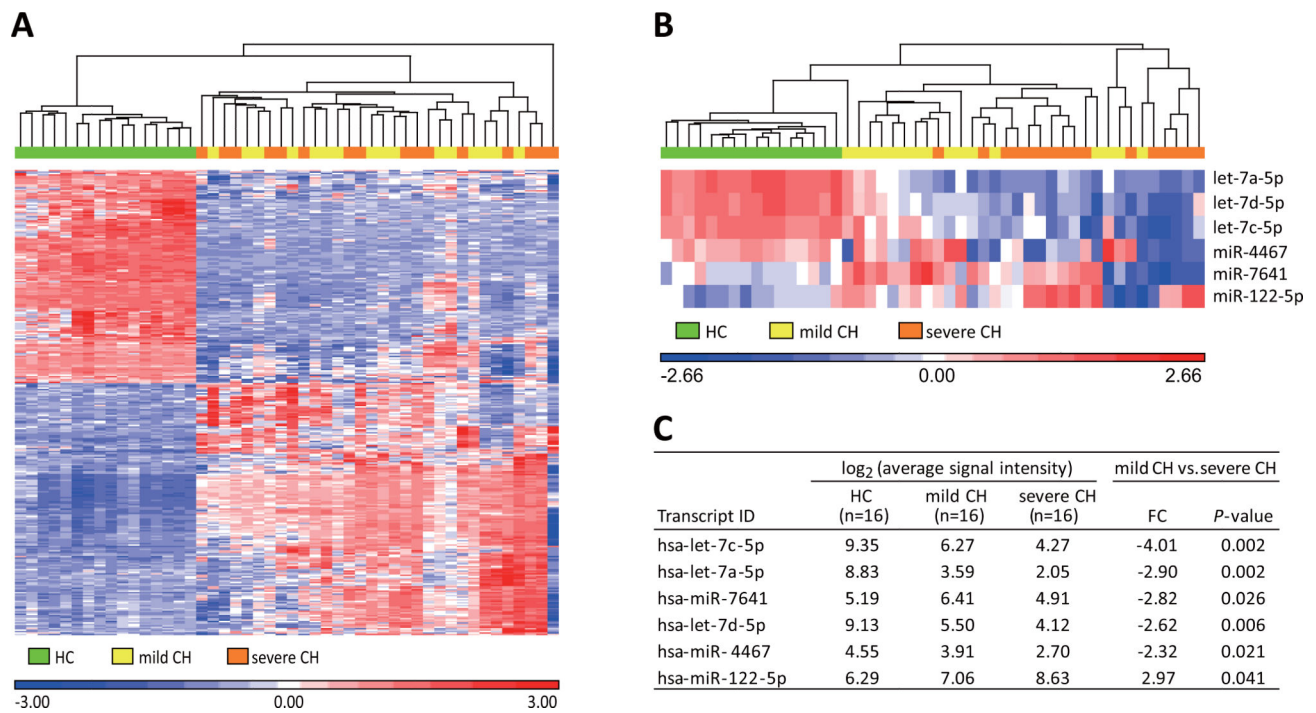 A
HC mild CH severe CH
-3.00 0.00 3.00
B
let-7a-5p
let-7d-5p
let-7c-5p
miR-4467
miR-7641
miR-122-5p
HC mild CH severe CH
-2.66 0.00 2.66
C
log2 (average signal intensity) mild CH vs.severe CH
HC mild CH severe CH
Transcript ID (n=16) (n=16) (n=16) FC P-value
hsa-let-7c-5p 9.35 6.27 4.27 -4.01 0.002
hsa-let-7a-5p 8.83 3.59 2.05 -2.90 0.002
hsa-miR-7641 5.19 6.41 4.91 -2.82 0.026
hsa-let-7d-5p 9.13 5.50 4.12 -2.62 0.006
hsa-miR- 4467 4.55 3.91 2.70 -2.32 0.021
hsa-miR-122-5p 6.29 7.06 8.63 2.97 0.041